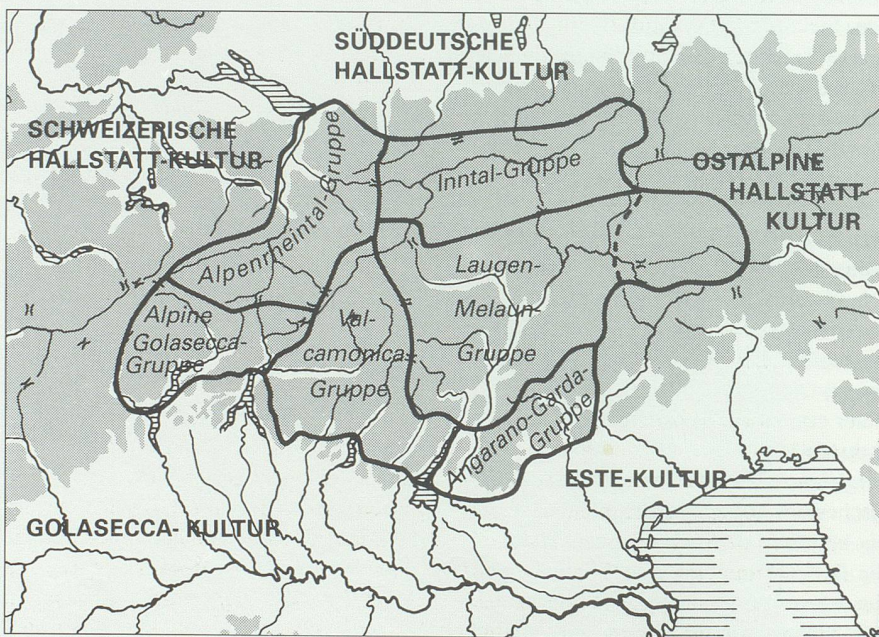 SÜDDEUTSCHE
HALLSTATT-KULTUR
SCHWEIZERISCHE
HALLSTATT-KULTUR
OSTALPINE
HALLSTATT-
KULTUR
Alpenrheintal-Gruppe
Inntal-Gruppe
Laugen-
Melaun-
Gruppe
Alpine
Golasecca-
Gruppe
Val-
camonica-
Gruppe
Angarano-Garda-
Gruppe
ESTE-KULTUR
GOLASECCA-KULTUR